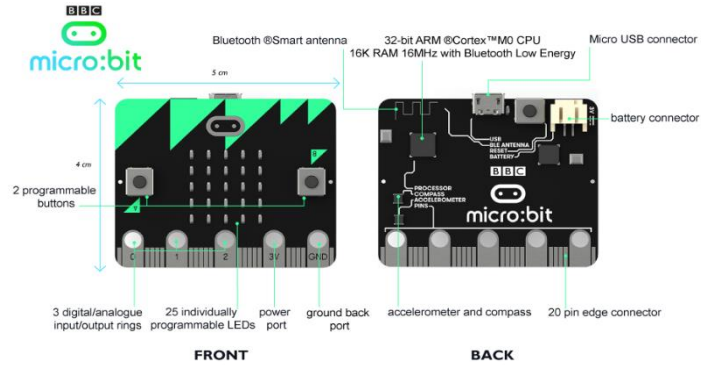 BBC
micro:bit
Bluetooth ®Smart antenna
32-bit ARM ®Cortex™M0 CPU
16K RAM 16MHz with Bluetooth Low Energy
Micro USB connector
5 cm
battery connector
4 cm
USB
BLE ANTENNA
RESET
BATTERY
B
BBC
2 programmable
buttons
A
PROCESSOR
COMPASS
ACCELEROMETER
PINS
micro:bit
0
1
2
3V
GND
3 digital/analogue
input/output rings
25 individually
programmable LEDs
power
port
ground back
port
accelerometer and compass
20 pin edge connector
FRONT
BACK